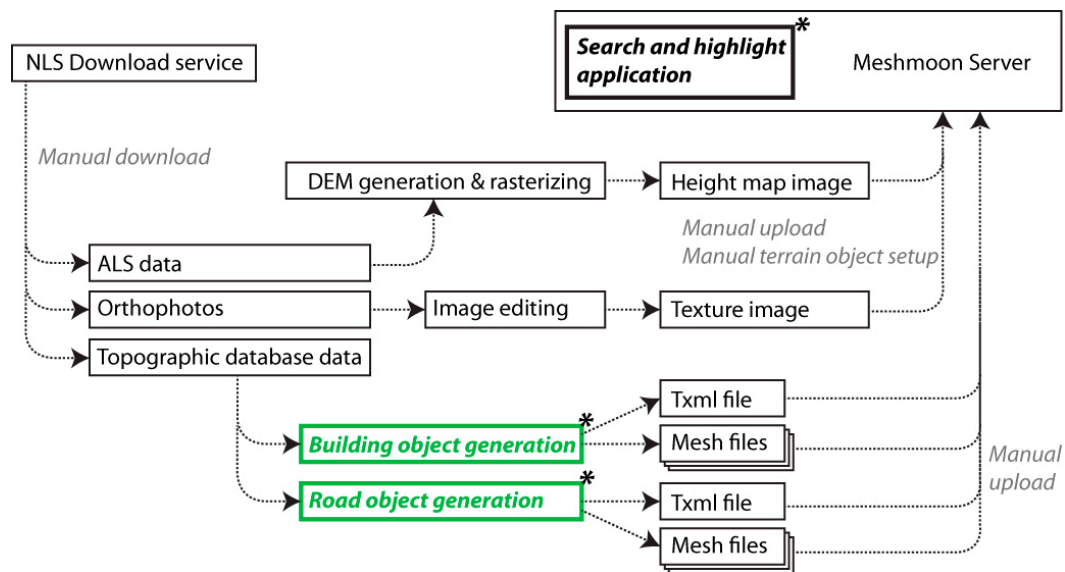 NLS Download service
Search and highlight
application
*
Meshmoon Server
Manual download
DEM generation & rasterizing
Height map image
Manual upload
Manual terrain object setup
ALS data
Orthophotos
Image editing
Texture image
Topographic database data
Txml file
Building object generation
*
Mesh files
Manual
upload
Road object generation
*
Txml file
Mesh files